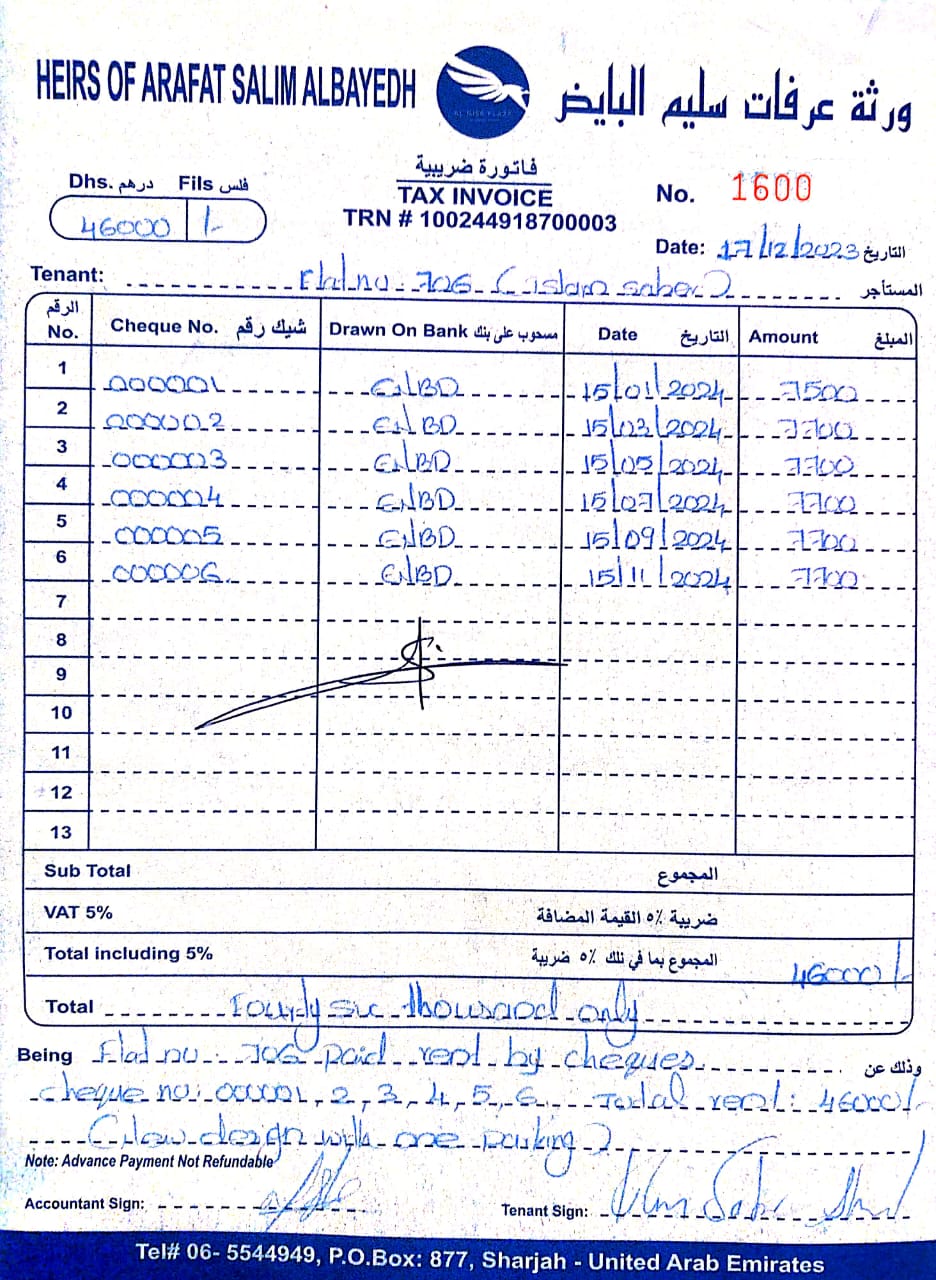 HEIRS OF ARAFAT SALIM ALBAYEDH
ورثة عرفات سليم البايض
فاتورة ضريبية
TAX INVOICE
TRN # 100244918700003
Dhs. درهم Fils فلس
46000 /-
No. 1600
Date: 17/12/2023 التاريخ
Tenant: Flat no: 706 (islam saber) المستأجر
الرقم No. Cheque No. شيك رقم Drawn On Bank مسحوب على بنك Date التاريخ Amount المبلغ
1 000001 ENBD 15/01/2024 7500
2 000002 ENBD 15/03/2024 7700
3 000003 ENBD 15/05/2024 7700
4 000004 ENBD 15/07/2024 7700
5 000005 ENBD 15/09/2024 7700
6 000006 ENBD 15/11/2024 7700
7
8
9
10
11
12
13
Sub Total المجموع
VAT 5% ضريبة ٥٪ القيمة المضافة
Total including 5% المجموع بما في ذلك ٥٪ ضريبة 46000/-
Total Fourty six thousand only
Being Flat no: 706 paid rent by cheques وذلك عن
cheque no: 000001, 2, 3, 4, 5, 6, Total rent: 46000/-
design with one parking)
Note: Advance Payment Not Refundable
Accountant Sign:
Tenant Sign:
Tel# 06- 5544949, P.O.Box: 877, Sharjah - United Arab Emirates